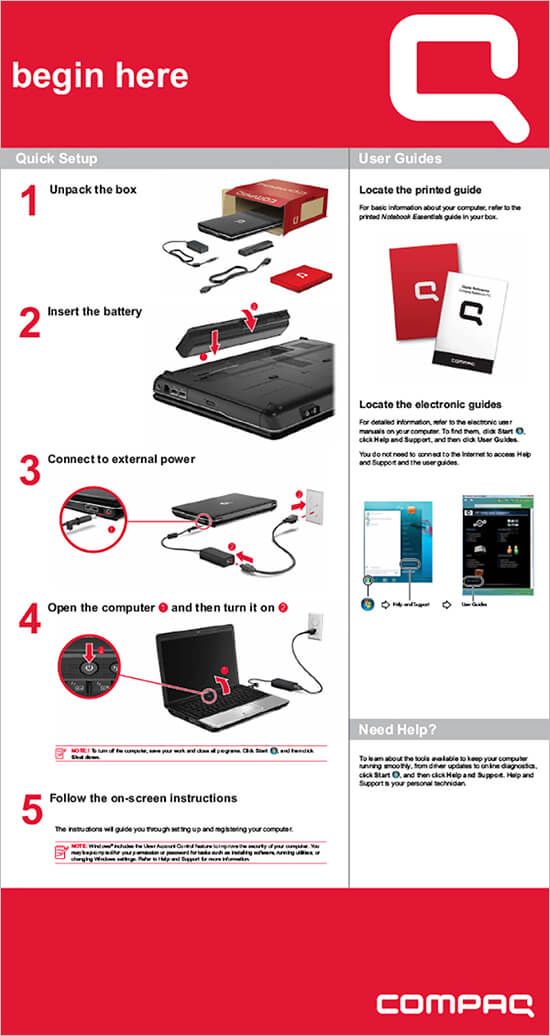 begin here
Quick Setup
1
Unpack the box
COMPAQ
2
Insert the battery
3
Connect to external power
4
Open the computer 1 and then turn it on 2
NOTE: To turn off the computer, save your work and close all programs. Click Start , and then click
Shut down.
5
Follow the on-screen instructions
The instructions will guide you through setting up and registering your computer.
NOTE: Windows® includes the User Account Control feature to improve the security of your computer. You
may be prompted for your permission or password for tasks such as installing software, running utilities, or
changing Windows settings. Refer to Help and Support for more information.
User Guides
Locate the printed guide
For basic information about your computer, refer to the
printed Notebook Essentials guide in your box.
COMPAQ
Locate the electronic guides
For detailed information, refer to the electronic user
manuals on your computer. To find them, click Start ,
click Help and Support, and then click User Guides.
You do not need to connect to the Internet to access Help
and Support and the user guides.
Help and Support
User Guides
Need Help?
To learn about the tools available to keep your computer
running smoothly, from driver updates to online diagnostics,
click Start , and then click Help and Support. Help and
Support is your personal technician.
COMPAQ